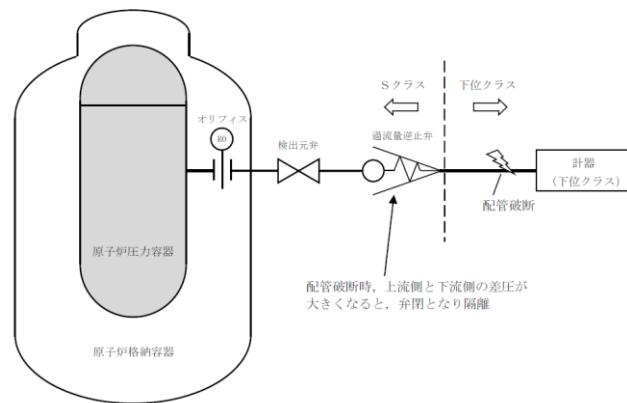 Sクラス
下位クラス
オリフィス
RO
検出元弁
過流量逆止弁
計器
（下位クラス）
配管破断
原子炉圧力容器
配管破断時，上流側と下流側の差圧が
大きくなると，弁閉となり隔離
原子炉格納容器